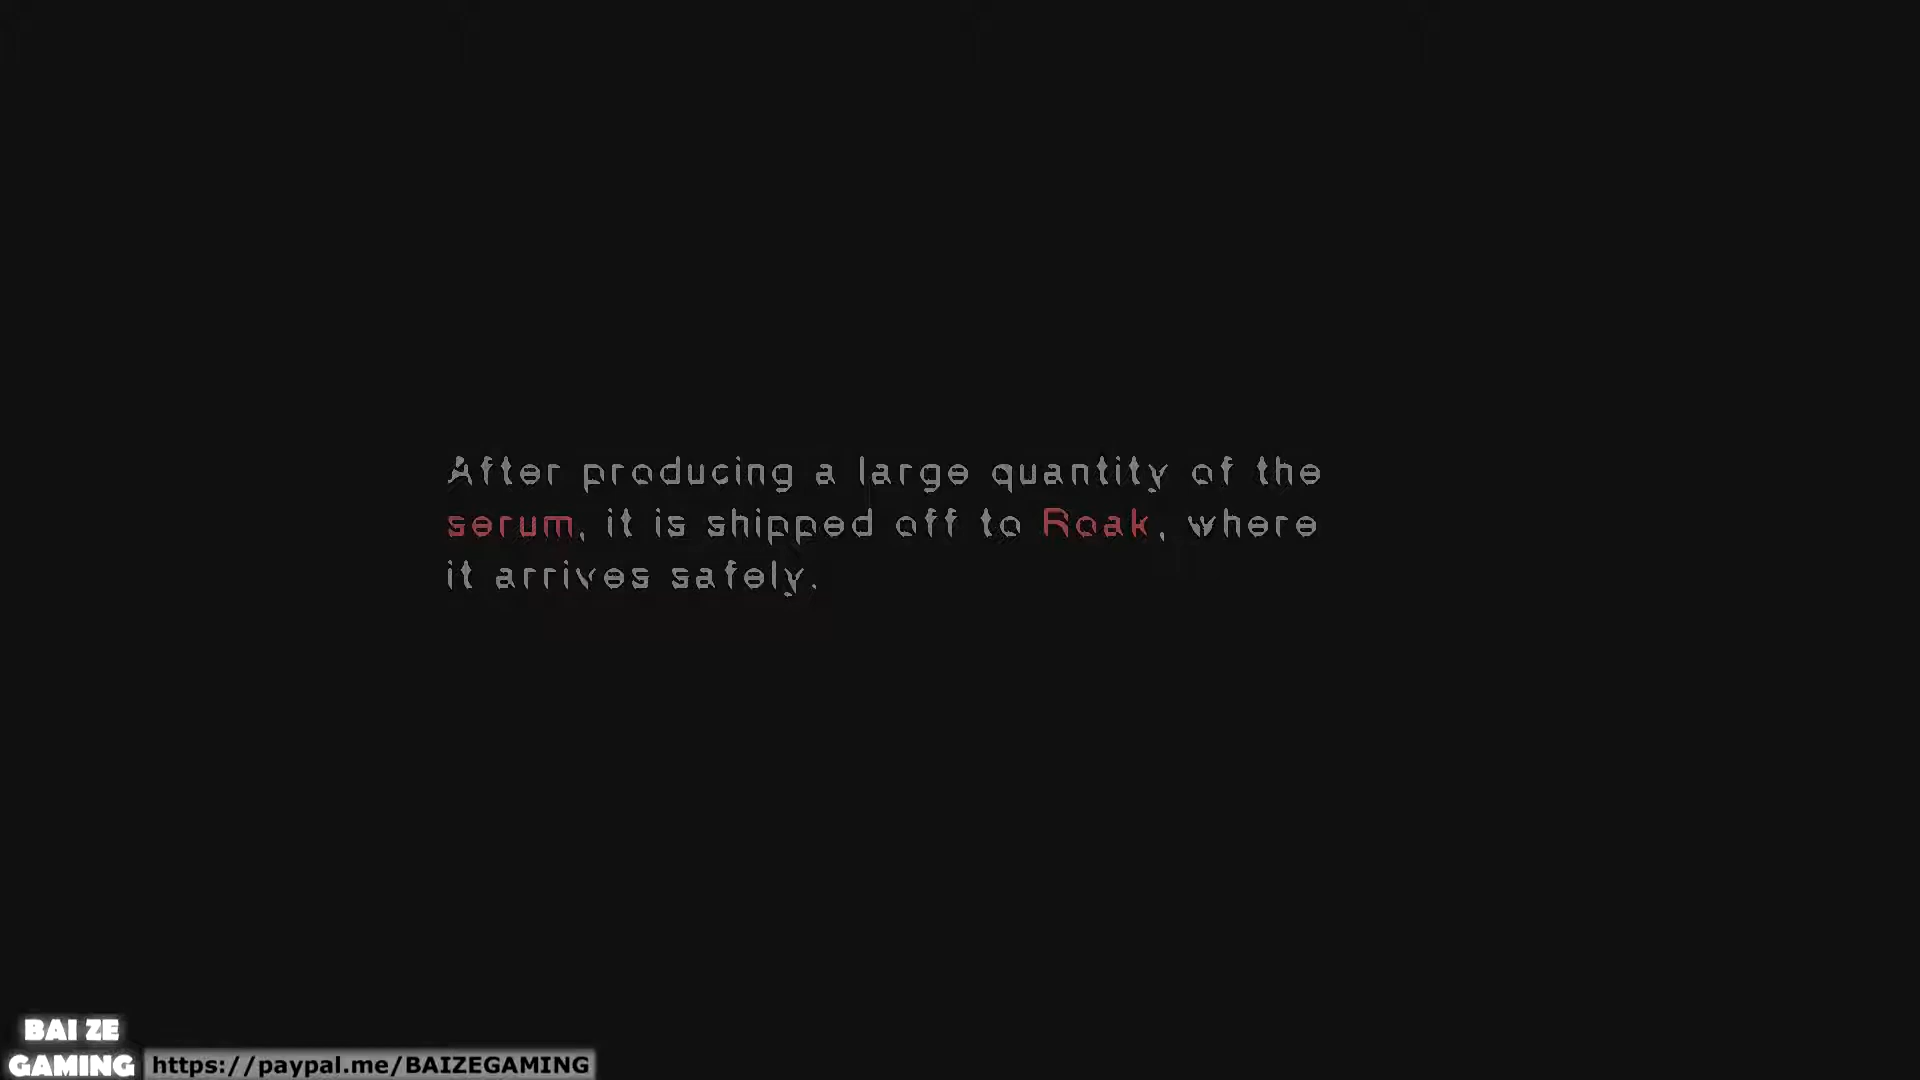 After producing a large quantity of the
serum, it is shipped off to Roak, where
it arrives safely.
BAI ZE
GAMING
https://paypal.me/BAIZEGAMING